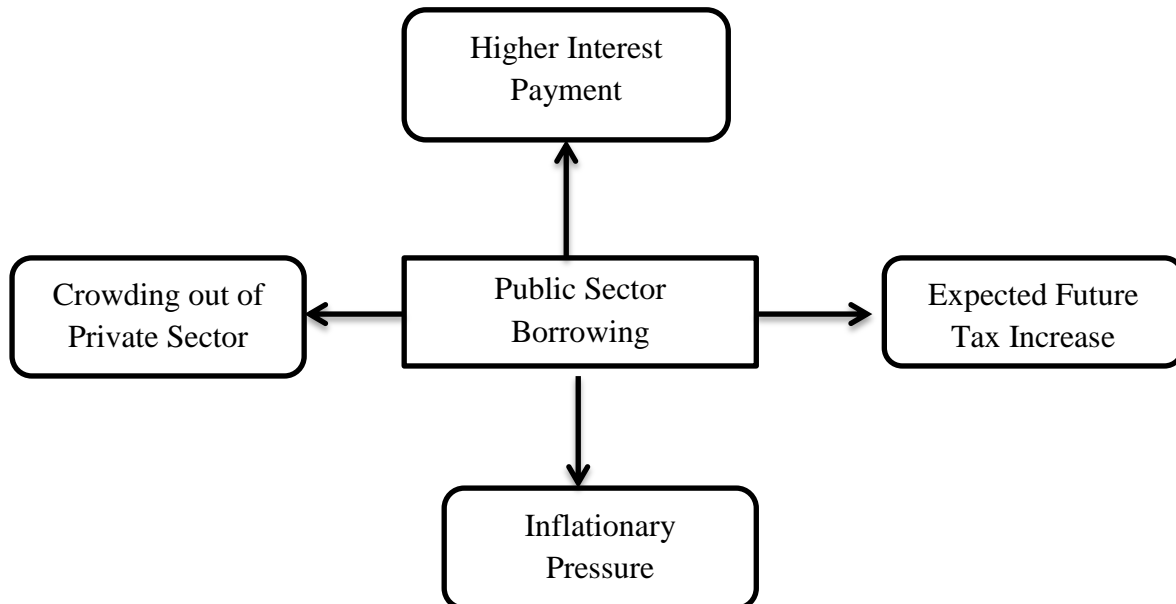 Higher Interest
Payment
Crowding out of
Private Sector
Public Sector
Borrowing
Expected Future
Tax Increase
Inflationary
Pressure